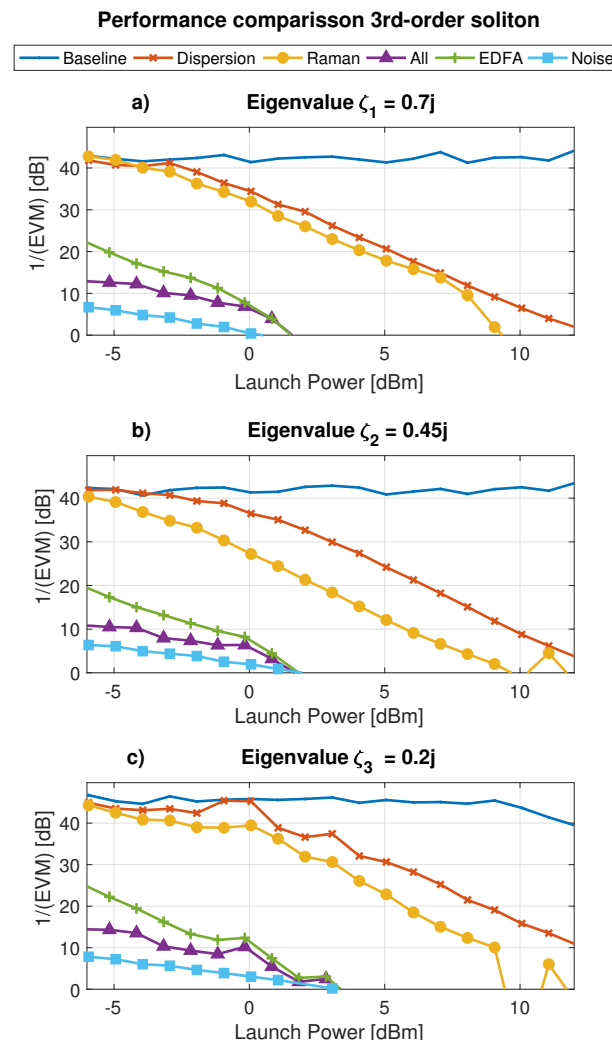 Performance comparisson 3rd-order soliton
Baseline Dispersion Raman All EDFA Noise
a) Eigenvalue ζ1 = 0.7j
40
30
20
10
0
1/(EVM) [dB]
-5 0 5 10
Launch Power [dBm]
b) Eigenvalue ζ2 = 0.45j
40
30
20
10
0
1/(EVM) [dB]
-5 0 5 10
Launch Power [dBm]
c) Eigenvalue ζ3 = 0.2j
40
30
20
10
0
1/(EVM) [dB]
-5 0 5 10
Launch Power [dBm]